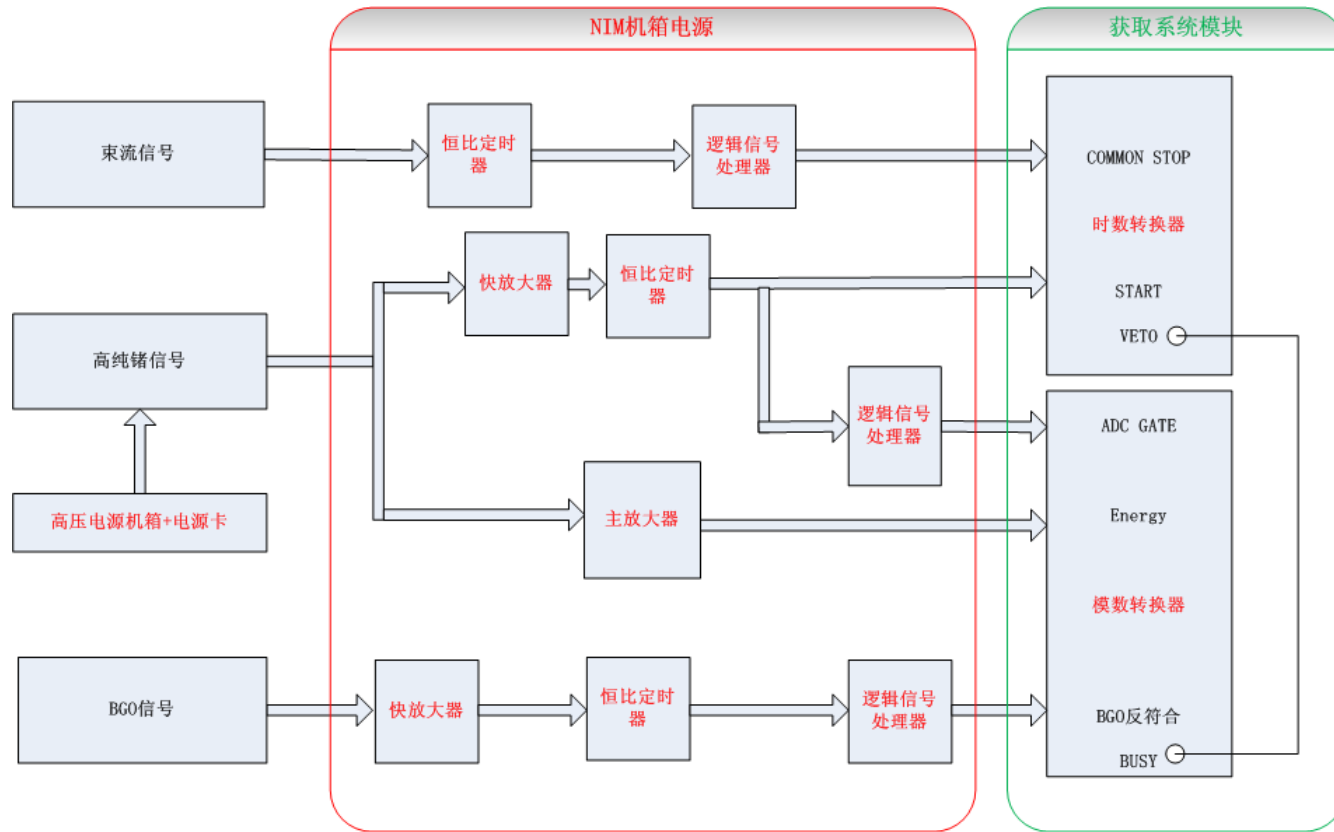 NIM机箱电源
获取系统模块
束流信号
恒比定时
器
逻辑信号
处理器
COMMON STOP
时数转换器
快放大器
恒比定时
器
START
VETO
高纯锗信号
逻辑信号
处理器
ADC GATE
高压电源机箱+电源卡
主放大器
Energy
模数转换器
BGO信号
快放大器
恒比定时
器
逻辑信号
处理器
BGO反符合
BUSY